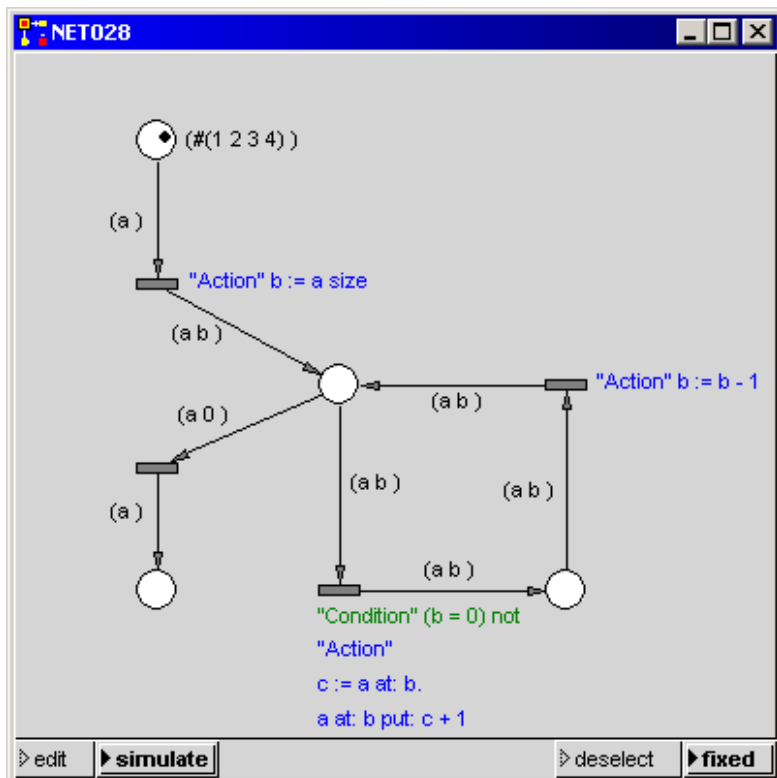 NET028
(#(1 2 3 4) )
(a )
"Action" b := a size
(a b )
"Action" b := b - 1
(a b )
(a 0 )
(a b )
(a b )
(a )
(a b )
"Condition" (b = 0) not
"Action"
c := a at: b.
a at: b put: c + 1
edit
simulate
deselect
fixed